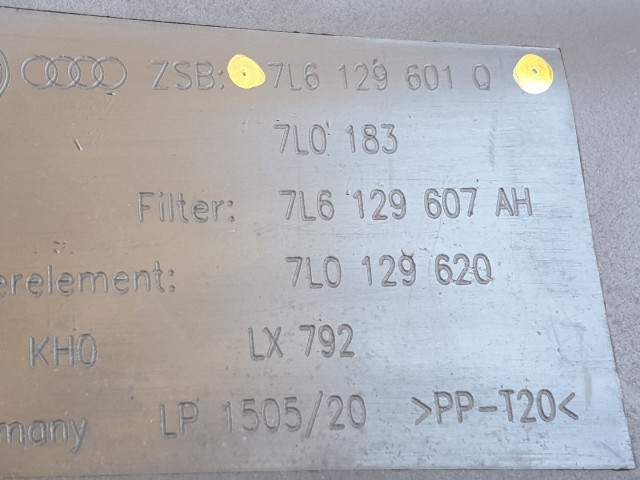 ZSB: 7L6 129 601 Q
7L0 183
Filter: 7L6 129 607 AH
erelement: 7L0 129 620
KHO LX 792
many LP 1505/20 >PP-T20<